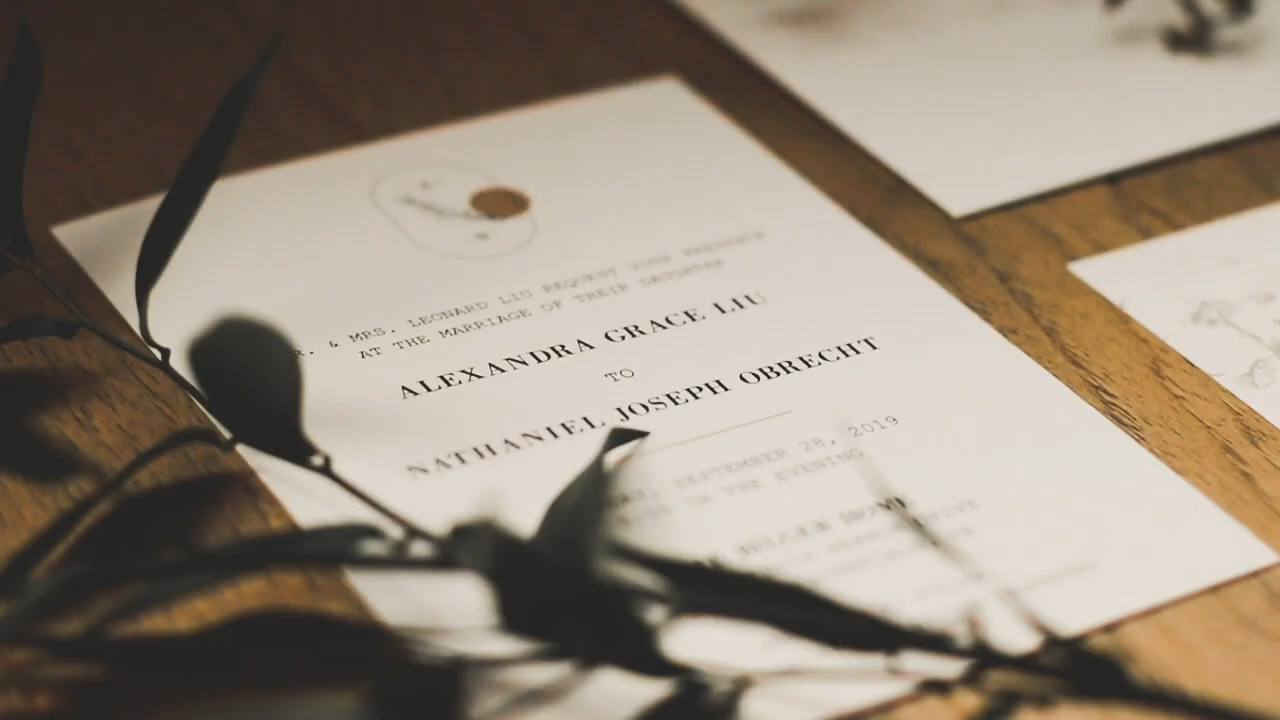 & MRS. LEONARD LIU REQUEST YOUR PRESENCE
AT THE MARRIAGE OF THEIR DAUGHTER
ALEXANDRA GRACE LIU
TO
NATHANIEL JOSEPH OBRECHT
SEPTEMBER 28, 2019
IN THE EVENING